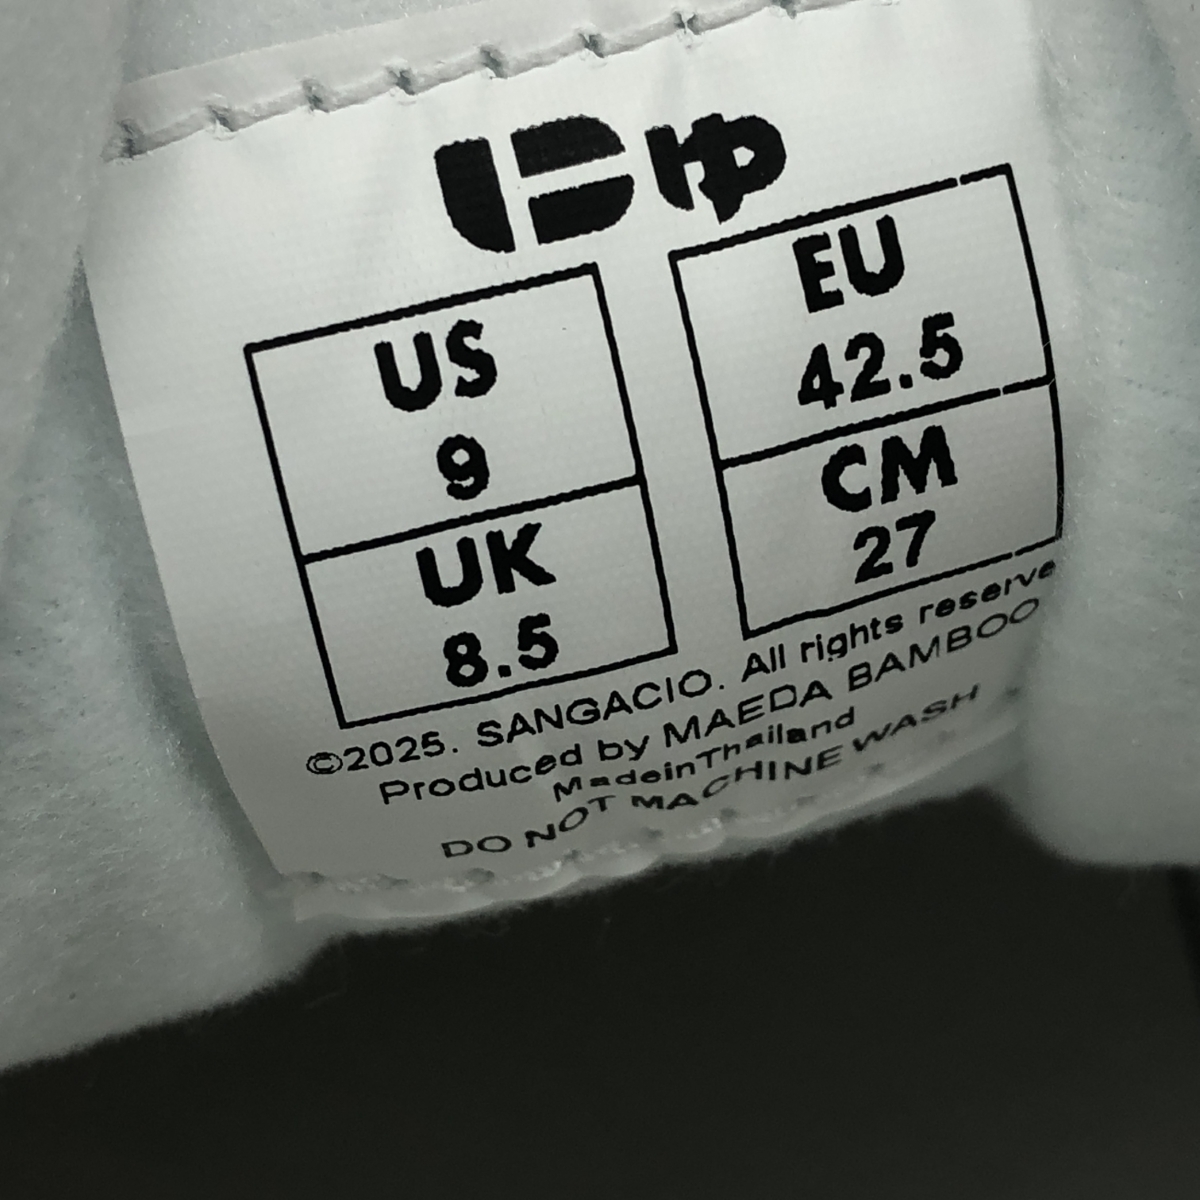 にゆ
US
9
UK
8.5
EU
42.5
CM
27
©2025. SANGACIO. All rights reserve
Produced by MAEDA BAMBOO
MadeinThailand
DO NOT MACHINE WASH